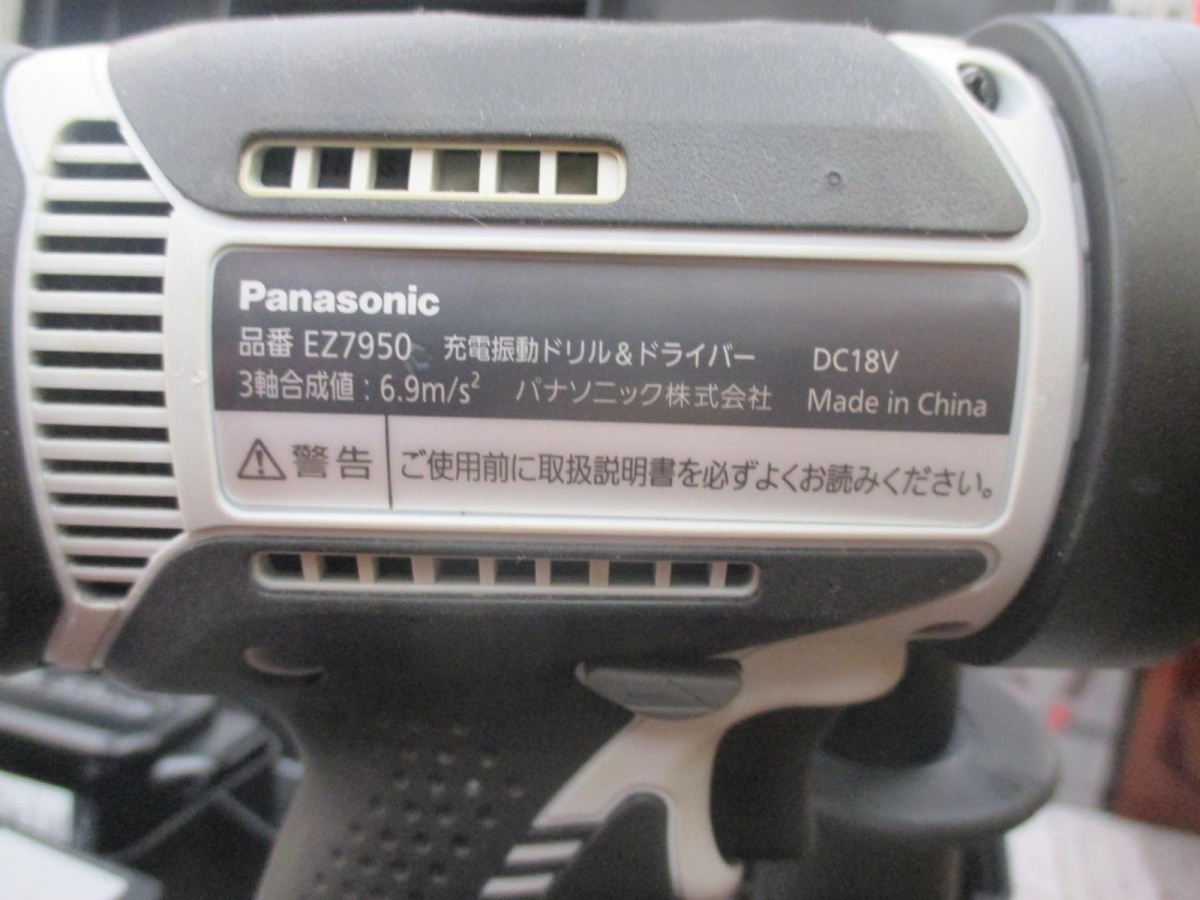 Panasonic
品番 EZ7950 充電振動ドリル&ドライバー DC18V
3軸合成値:6.9m/s² パナソニック株式会社 Made in China
⚠警告 ご使用前に取扱説明書を必ずよくお読みください。